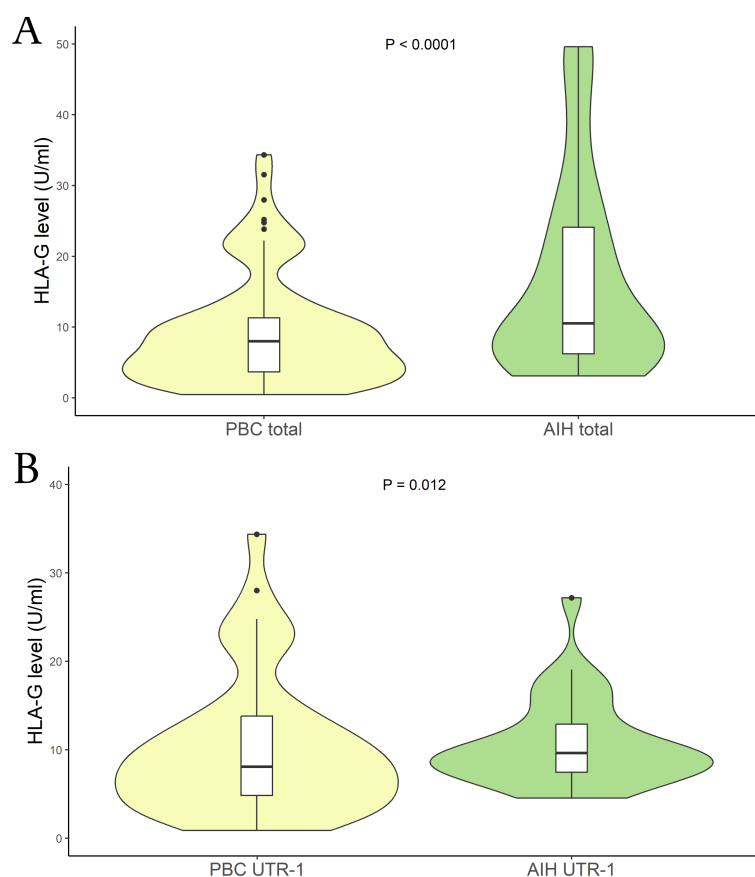 A
P < 0.0001
HLA-G level (U/ml)
50
40
30
20
10
0
PBC total
AIH total
B
P = 0.012
HLA-G level (U/ml)
40
30
20
10
0
PBC UTR-1
AIH UTR-1